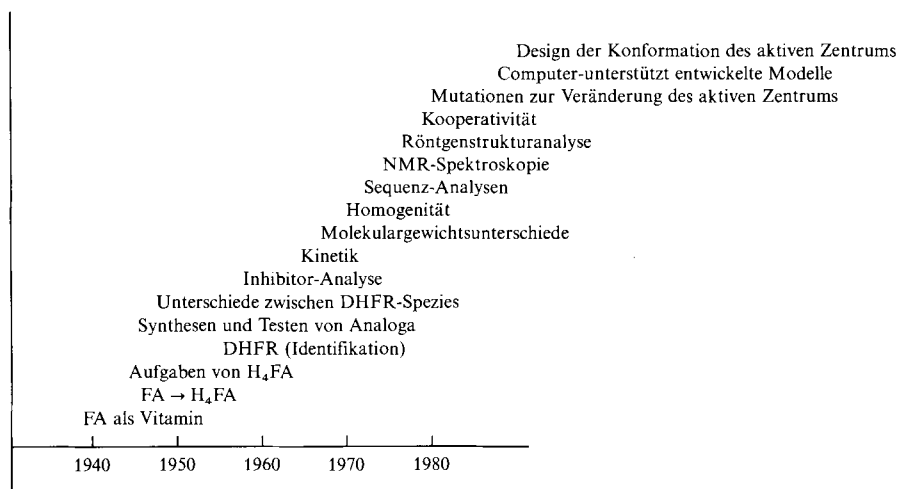 Design der Konformation des aktiven Zentrums
Computer-unterstützt entwickelte Modelle
Mutationen zur Veränderung des aktiven Zentrums
Kooperativität
Röntgenstrukturanalyse
NMR-Spektroskopie
Sequenz-Analysen
Homogenität
Molekulargewichtsunterschiede
Kinetik
Inhibitor-Analyse
Unterschiede zwischen DHFR-Spezies
Synthesen und Testen von Analoga
DHFR (Identifikation)
Aufgaben von H₄FA
FA → H₄FA
FA als Vitamin
1940 1950 1960 1970 1980